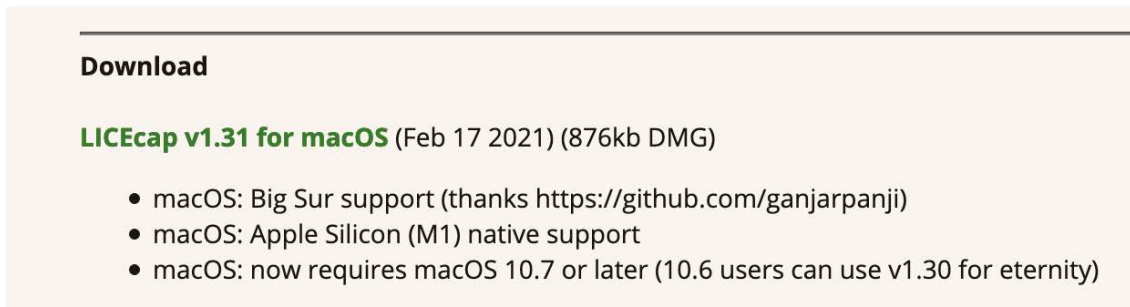 Download
LICEcap v1.31 for macOS (Feb 17 2021) (876kb DMG)
• macOS: Big Sur support (thanks https://github.com/ganjarpanji)
• macOS: Apple Silicon (M1) native support
• macOS: now requires macOS 10.7 or later (10.6 users can use v1.30 for eternity)